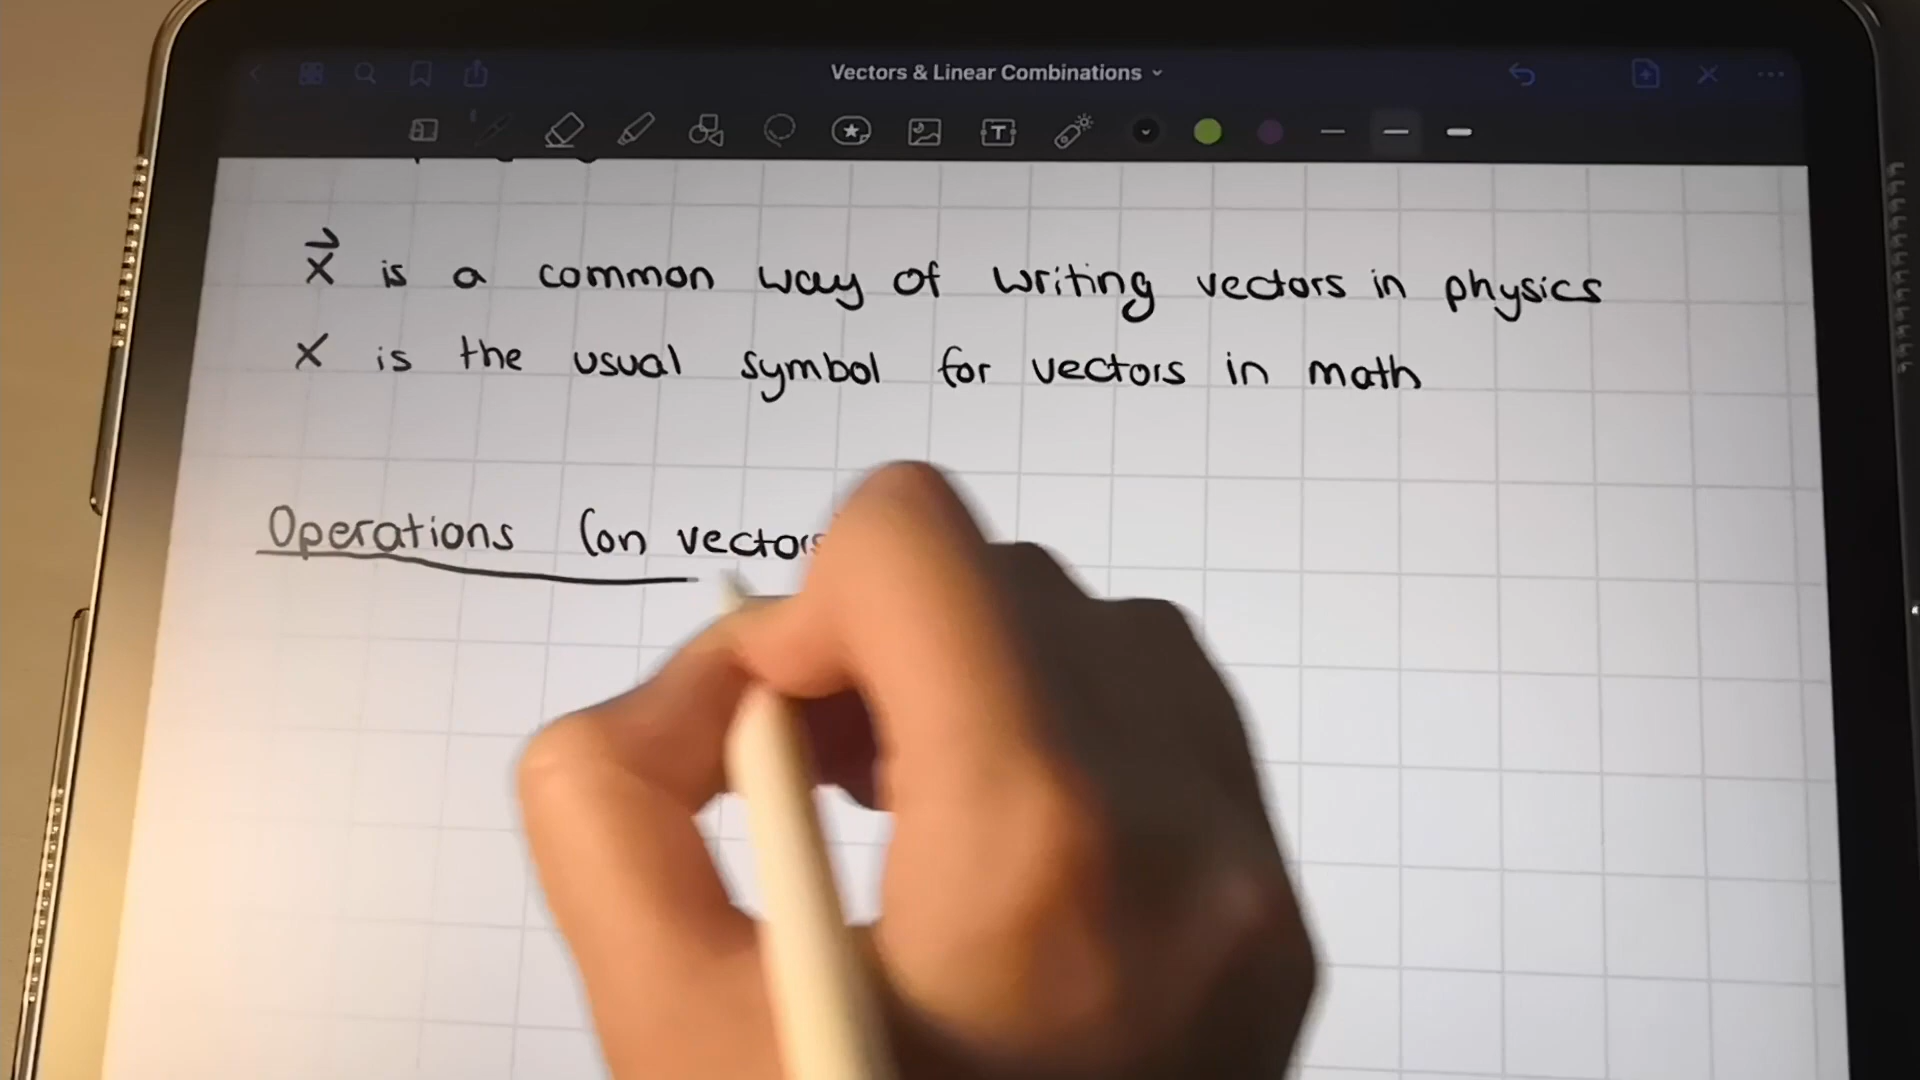 Vectors & Linear Combinations
T
x⃗ is a common way of writing vectors in physics
x is the usual symbol for vectors in math
Operations (on vectors